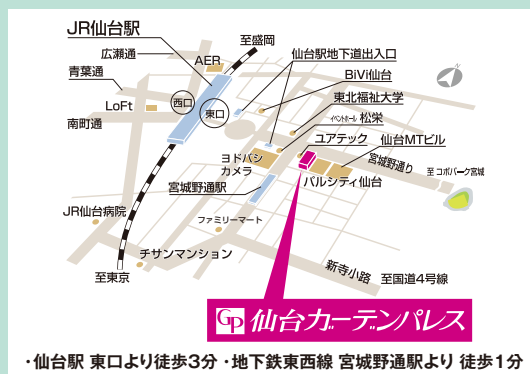 JR仙台駅
至盛岡
広瀬通
AER
仙台駅地下道出入口
青葉通
BiVi仙台
LoFt
西口
東口
東北福祉大学
南町通
イベントホール 松栄
ユアテック
仙台MTビル
ヨドバシ
カメラ
宮城野通り
至 コボパーク宮城
宮城野通駅
パルシティ仙台
JR仙台病院
ファミリーマート
チサンマンション
新寺小路
至東京
至国道4号線
GP 仙台ガーデンパレス
・仙台駅 東口より徒歩3分 ・地下鉄東西線 宮城野通駅より 徒歩1分